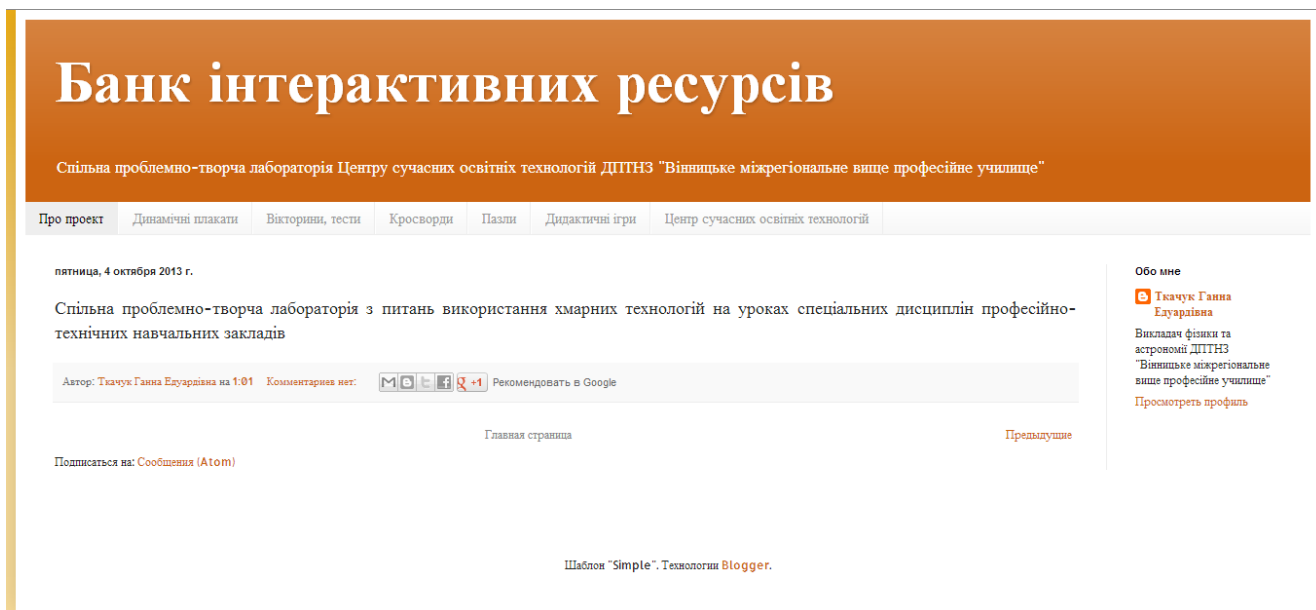 Банк інтерактивних ресурсів
Спільна проблемно-творча лабораторія Центру сучасних освітніх технологій ДПТНЗ "Вінницьке міжрегіональне вище професійне училище"
Про проект Динамічні плакати Вікторини, тести Кросворди Пазли Дидактичні ігри Центр сучасних освітніх технологій
пятница, 4 октября 2013 г.
Спільна проблемно-творча лабораторія з питань використання хмарних технологій на уроках спеціальних дисциплін професійно-
технічних навчальних закладів
Автор: Ткачук Ганна Едуардівна на 1:01 Комментариев нет: +1 Рекомендовать в Google
Главная страница Предыдущие
Подписаться на: Сообщения (Atom)
Обо мне
Ткачук Ганна
Едуардівна
Викладач фізики та
астрономії ДПТНЗ
"Вінницьке міжрегіональне
вище професійне училище"
Просмотреть профиль
Шаблон "Simple". Технологии Blogger.